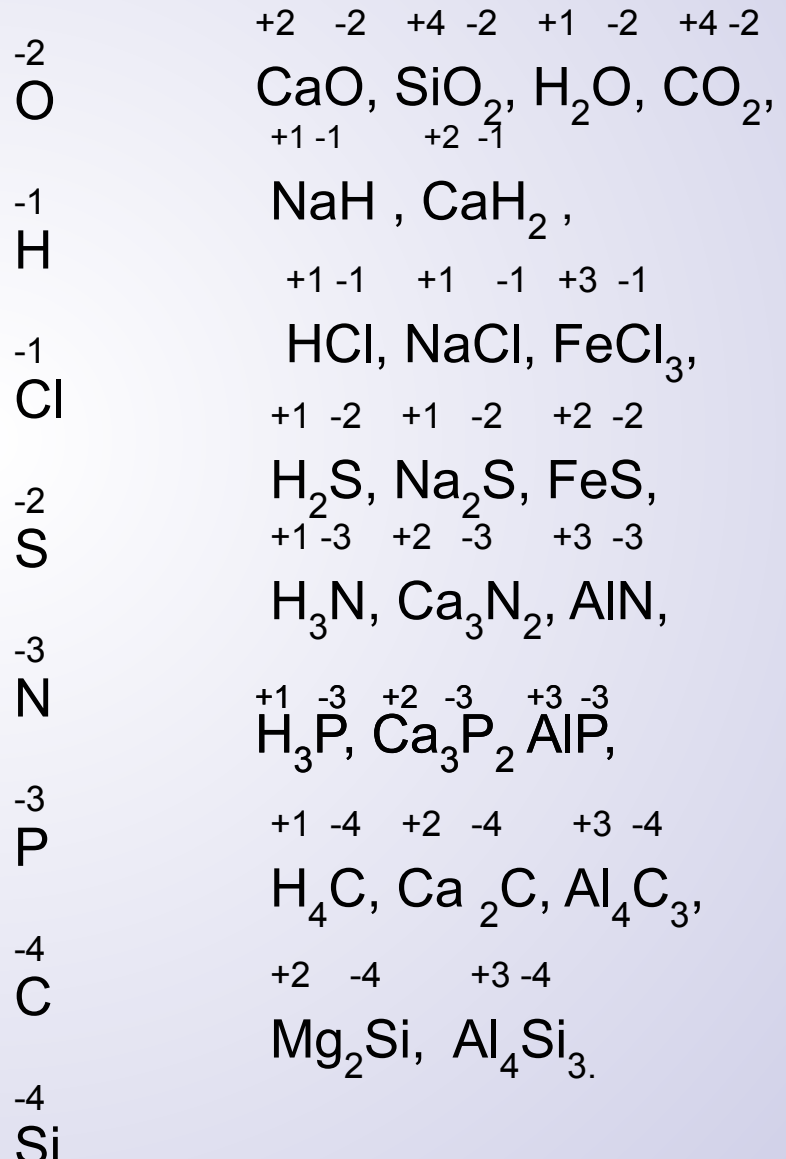 -2
O
-1
H
-1
Cl
-2
S
-3
N
-3
P
-4
C
-4
Si
+2 -2 +4 -2 +1 -2 +4 -2
CaO, SiO₂, H₂O, CO₂,
+1 -1 +2 -1
NaH , CaH₂ ,
+1 -1 +1 -1 +3 -1
HCl, NaCl, FeCl₃,
+1 -2 +1 -2 +2 -2
H₂S, Na₂S, FeS,
+1 -3 +2 -3 +3 -3
H₃N, Ca₃N₂, AlN,
+1 -3 +2 -3 +3 -3
H₃P, Ca₃P₂ AlP,
+1 -4 +2 -4 +3 -4
H₄C, Ca ₂C, Al₄C₃,
+2 -4 +3 -4
Mg₂Si, Al₄Si₃.